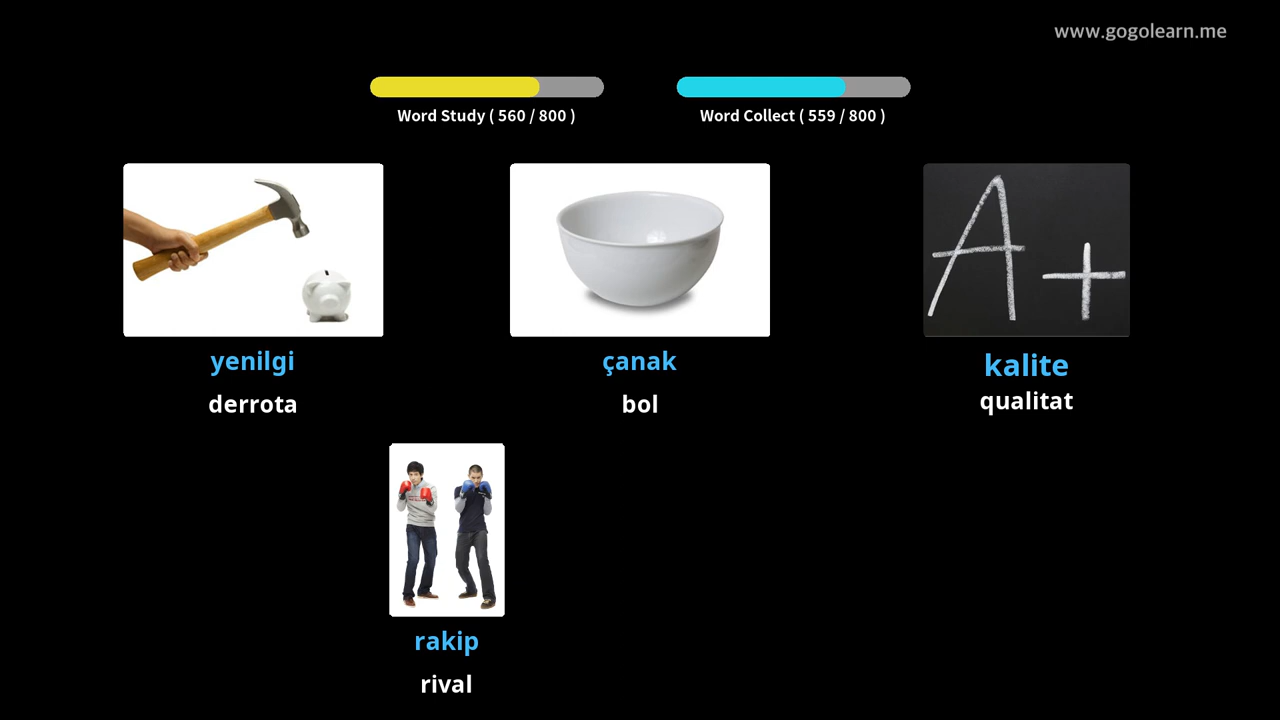 www.gogolearn.me
Word Study ( 560 / 800 )
Word Collect ( 559 / 800 )
A+
yenilgi
derrota
çanak
bol
kalite
qualitat
rakip
rival